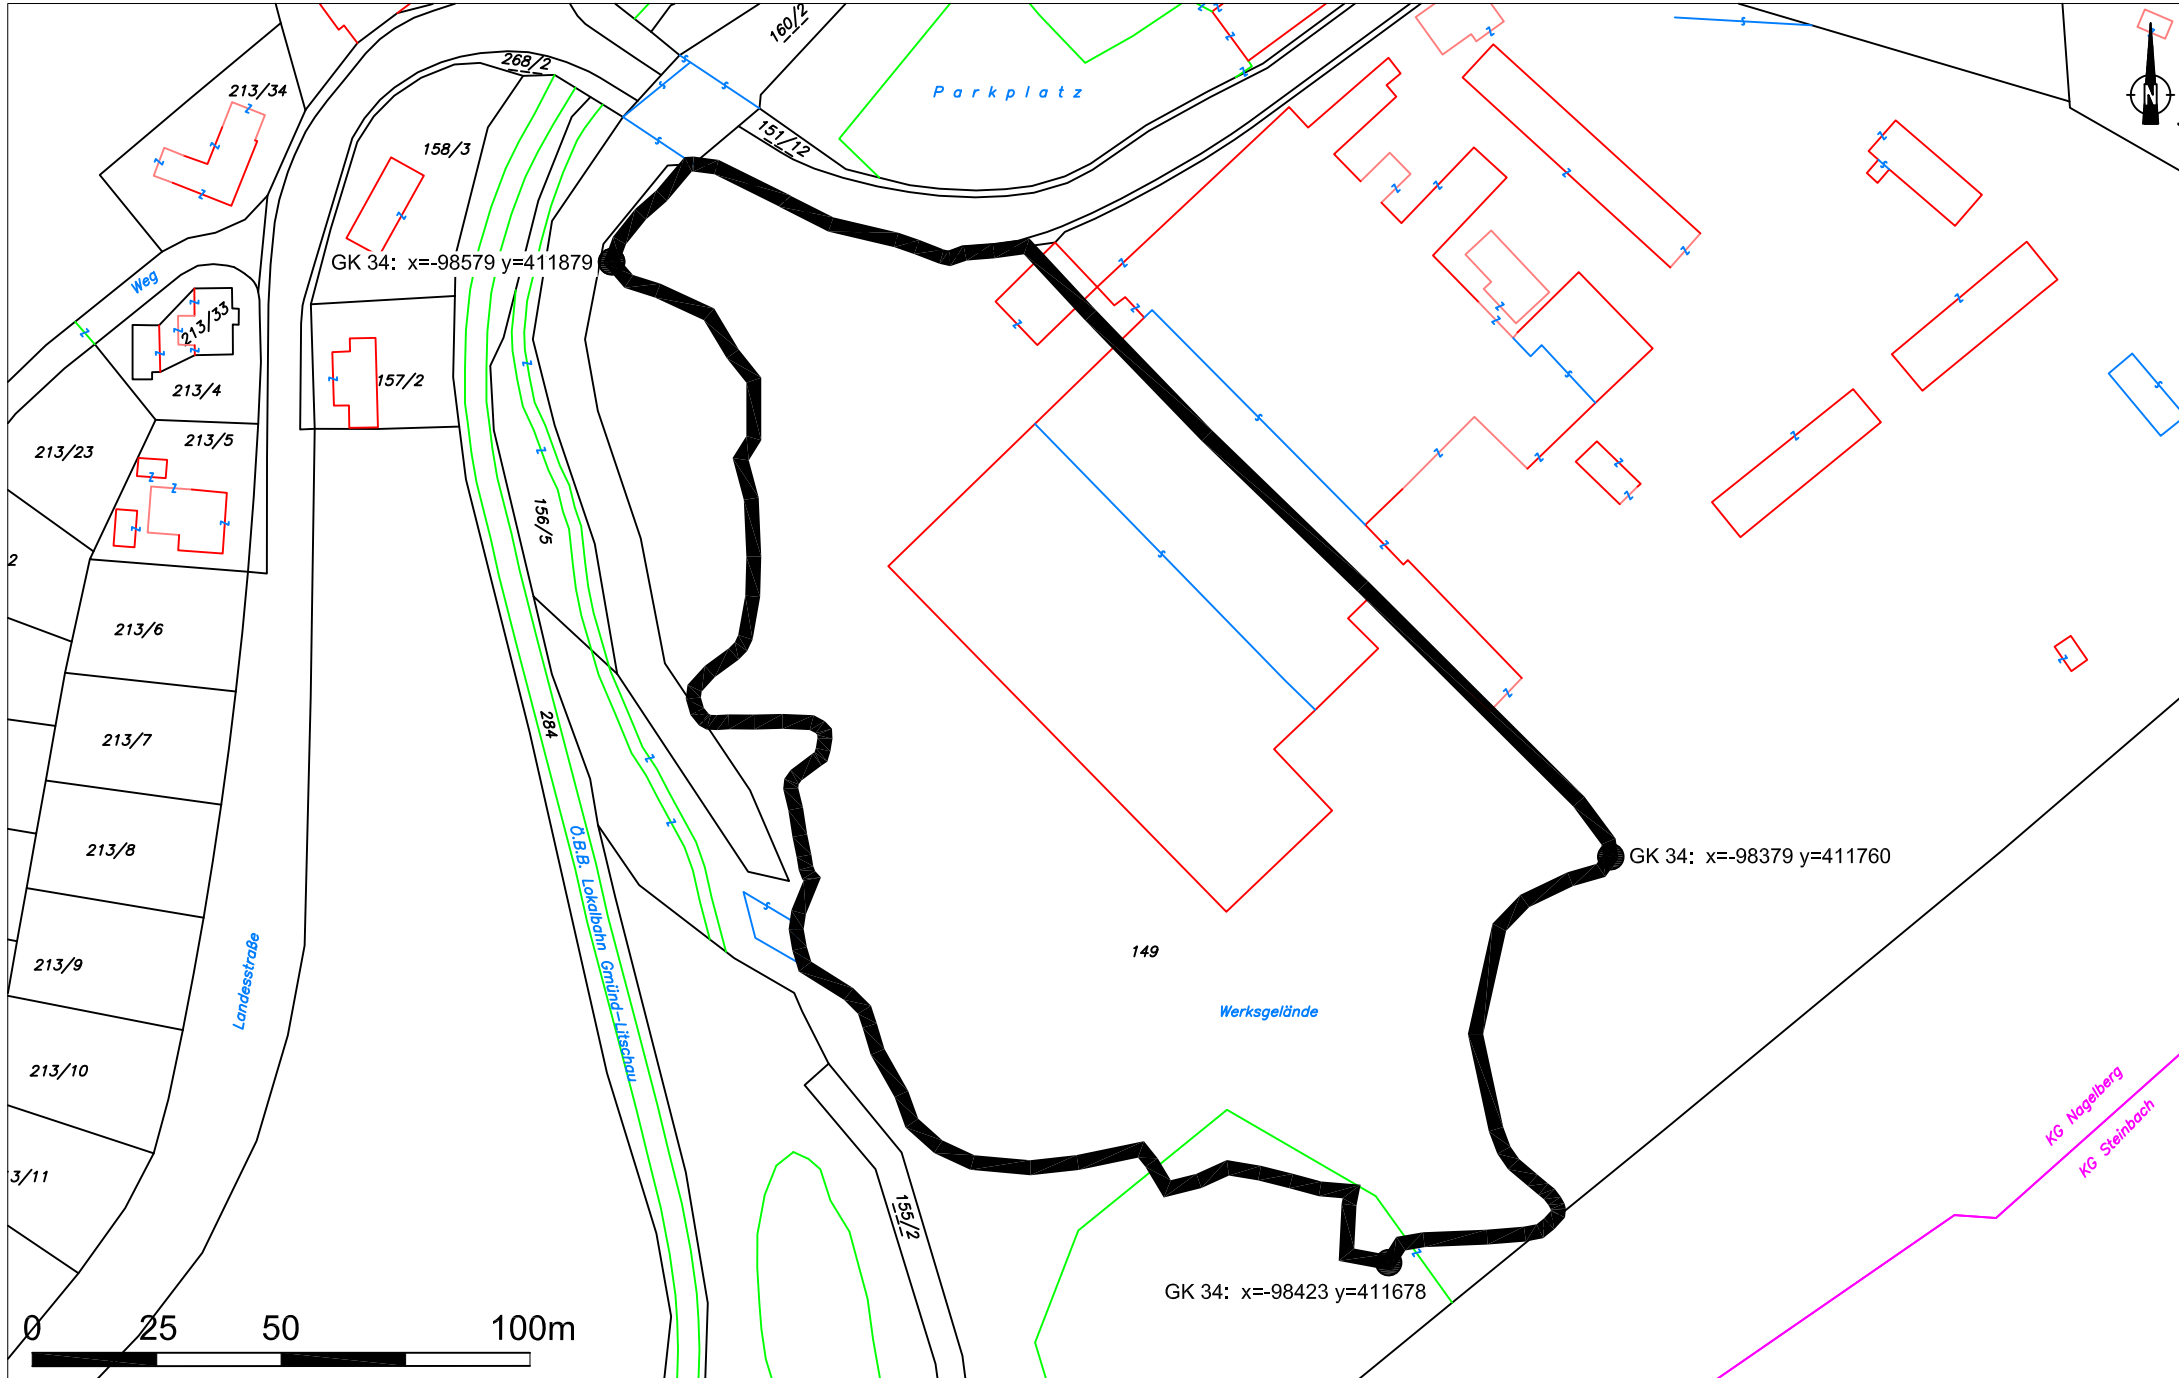 160/2
268/2
213/34
Parkplatz
N
151/12
158/3
GK 34: x=-98579 y=411879
Weg
213/33
157/2
213/4
213/5
213/23
156/5
2
213/6
284
213/7
213/8
Ö.B.B. Lokalbahn Gmünd-Litschau
GK 34: x=-98379 y=411760
149
213/9
Landesstraße
Werksgelände
213/10
KG Nagelberg
KG Steinbach
3/11
155/2
GK 34: x=-98423 y=411678
0 25 50 100m